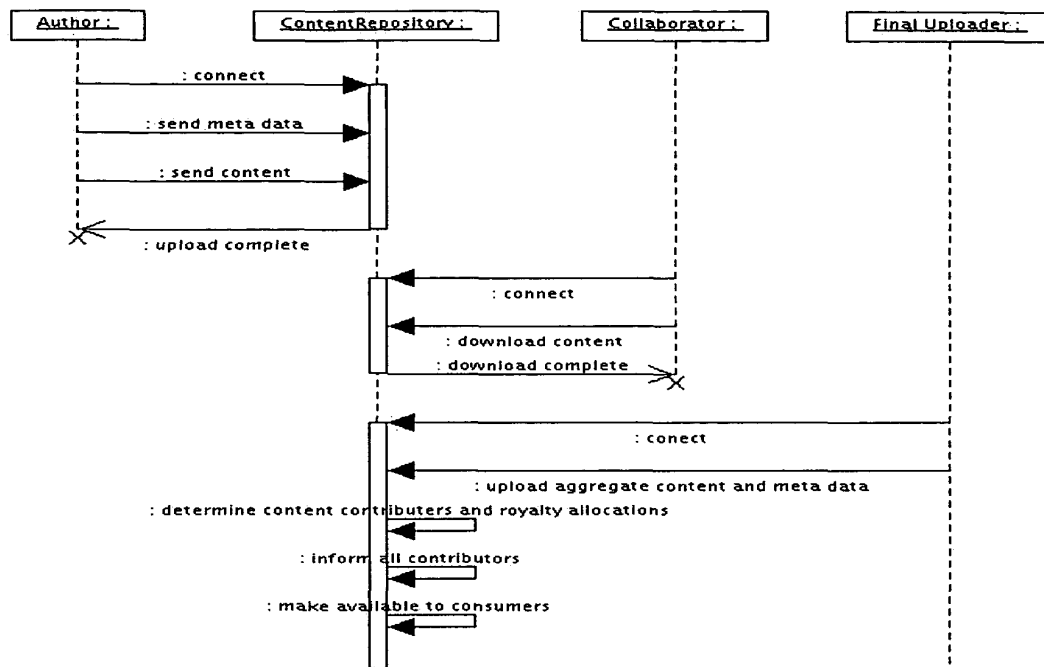 Author :
ContentRepository :
Collaborator :
Final Uploader :
: connect
: send meta data
: send content
: upload complete
: connect
: download content
: download complete
: conect
: upload aggregate content and meta data
: determine content contributers and royalty allocations
: inform all contributors
: make available to consumers